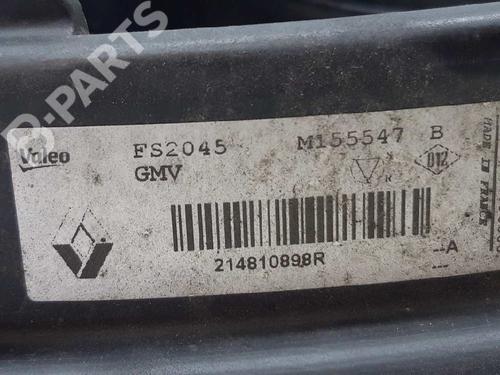 B-PARTS
Valeo FS2045 M155547 B
GMV
D12
MADE IN FRANCE
214810898R
--A
---